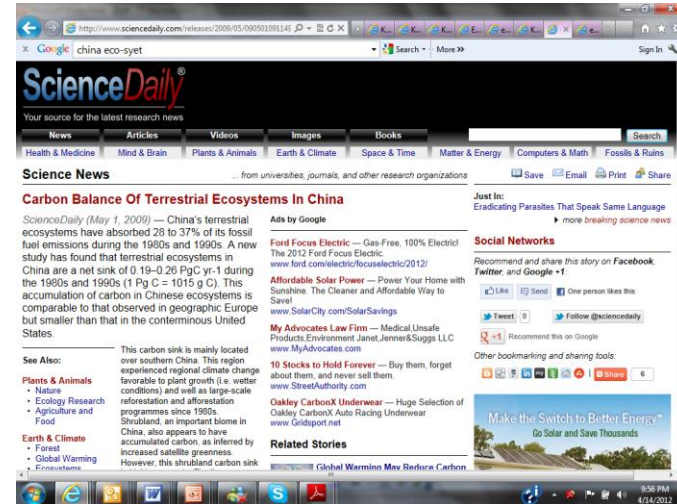 http://www.sciencedaily.com/releases/2009/05/090501091146
Google china eco-syet Search More >> Sign In
ScienceDaily®
Your source for the latest research news
News Articles Videos Images Books Search
Health & Medicine Mind & Brain Plants & Animals Earth & Climate Space & Time Matter & Energy Computers & Math Fossils & Ruins
Science News ... from universities, journals, and other research organizations Save Email Print Share
Carbon Balance Of Terrestrial Ecosystems In China
ScienceDaily (May 1, 2009) — China's terrestrial
ecosystems have absorbed 28 to 37% of its fossil
fuel emissions during the 1980s and 1990s. A new
study has found that terrestrial ecosystems in
China are a net sink of 0.19–0.26 PgC yr-1 during
the 1980s and 1990s (1 Pg C = 1015 g C). This
accumulation of carbon in Chinese ecosystems is
comparable to that observed in geographic Europe
but smaller than that in the conterminous United
States.
See Also:
Plants & Animals
• Nature
• Ecology Research
• Agriculture and
Food
Earth & Climate
• Forest
• Global Warming
• Ecosystems
This carbon sink is mainly located
over southern China. This region
experienced regional climate change
favorable to plant growth (i.e. wetter
conditions) and well as large-scale
reforestation and afforestation
programmes since 1980s.
Shrubland, an important biome in
China, also appears to have
accumulated carbon, as inferred by
increased satellite greenness.
However, this shrubland carbon sink
Ads by Google
Ford Focus Electric — Gas-Free, 100% Electric!
The 2012 Ford Focus Electric.
www.ford.com/electric/focuselectric/2012/
Affordable Solar Power — Power Your Home with
Sunshine. The Cleaner and Affordable Way to
Save!
www.SolarCity.com/SolarSavings
My Advocates Law Firm — Medical,Unsafe
Products,Environment Janet,Jenner&Suggs LLC
www.MyAdvocates.com
10 Stocks to Hold Forever — Buy them, forget
about them, and never sell them.
www.StreetAuthority.com
Oakley CarbonX Underwear — Huge Selection of
Oakley CarbonX Auto Racing Underwear
www.Gridsport.net
Related Stories
Global Warming May Reduce Carbon
Just In:
Eradicating Parasites That Speak Same Language
more breaking science news
Social Networks
Recommend and share this story on Facebook,
Twitter, and Google +1:
Like Send One person likes this.
Tweet 0 Follow @sciencedaily
+1 Recommend this on Google
Other bookmarking and sharing tools:
Share 6
Make the Switch to Better Energy™
Go Solar and Save Thousands
9:56 PM
4/14/2012